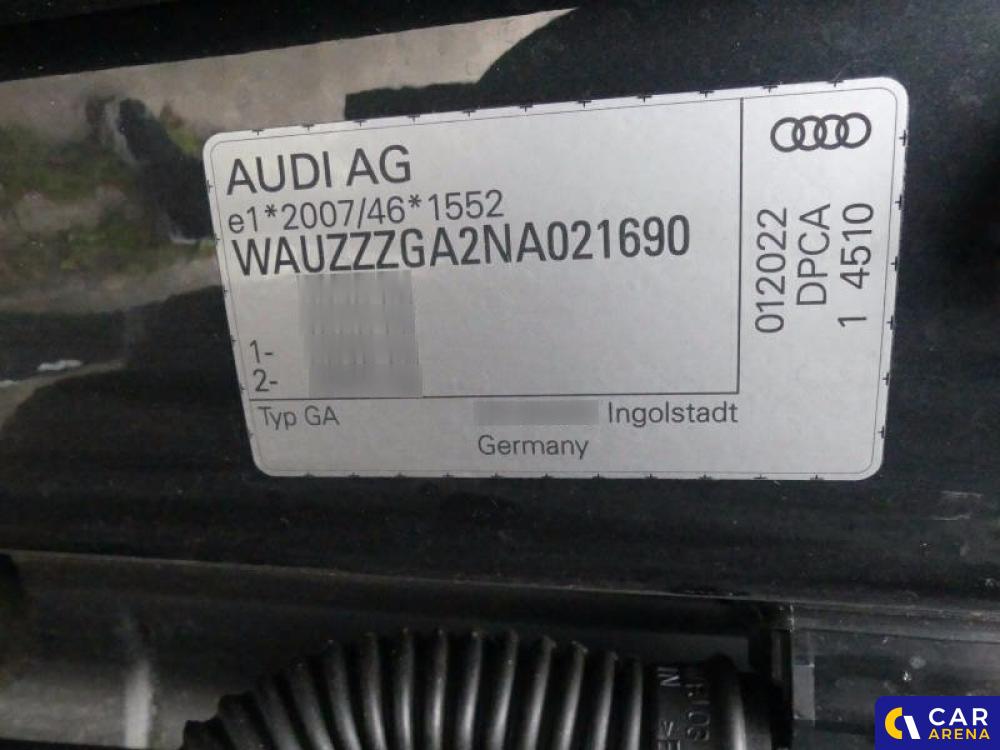 AUDI AG
e1*2007/46*1552
WAUZZZGA2NA021690
1-
2-
Typ GA
Ingolstadt
Germany
012022
DPCA
1 4510
CAR
ARENA